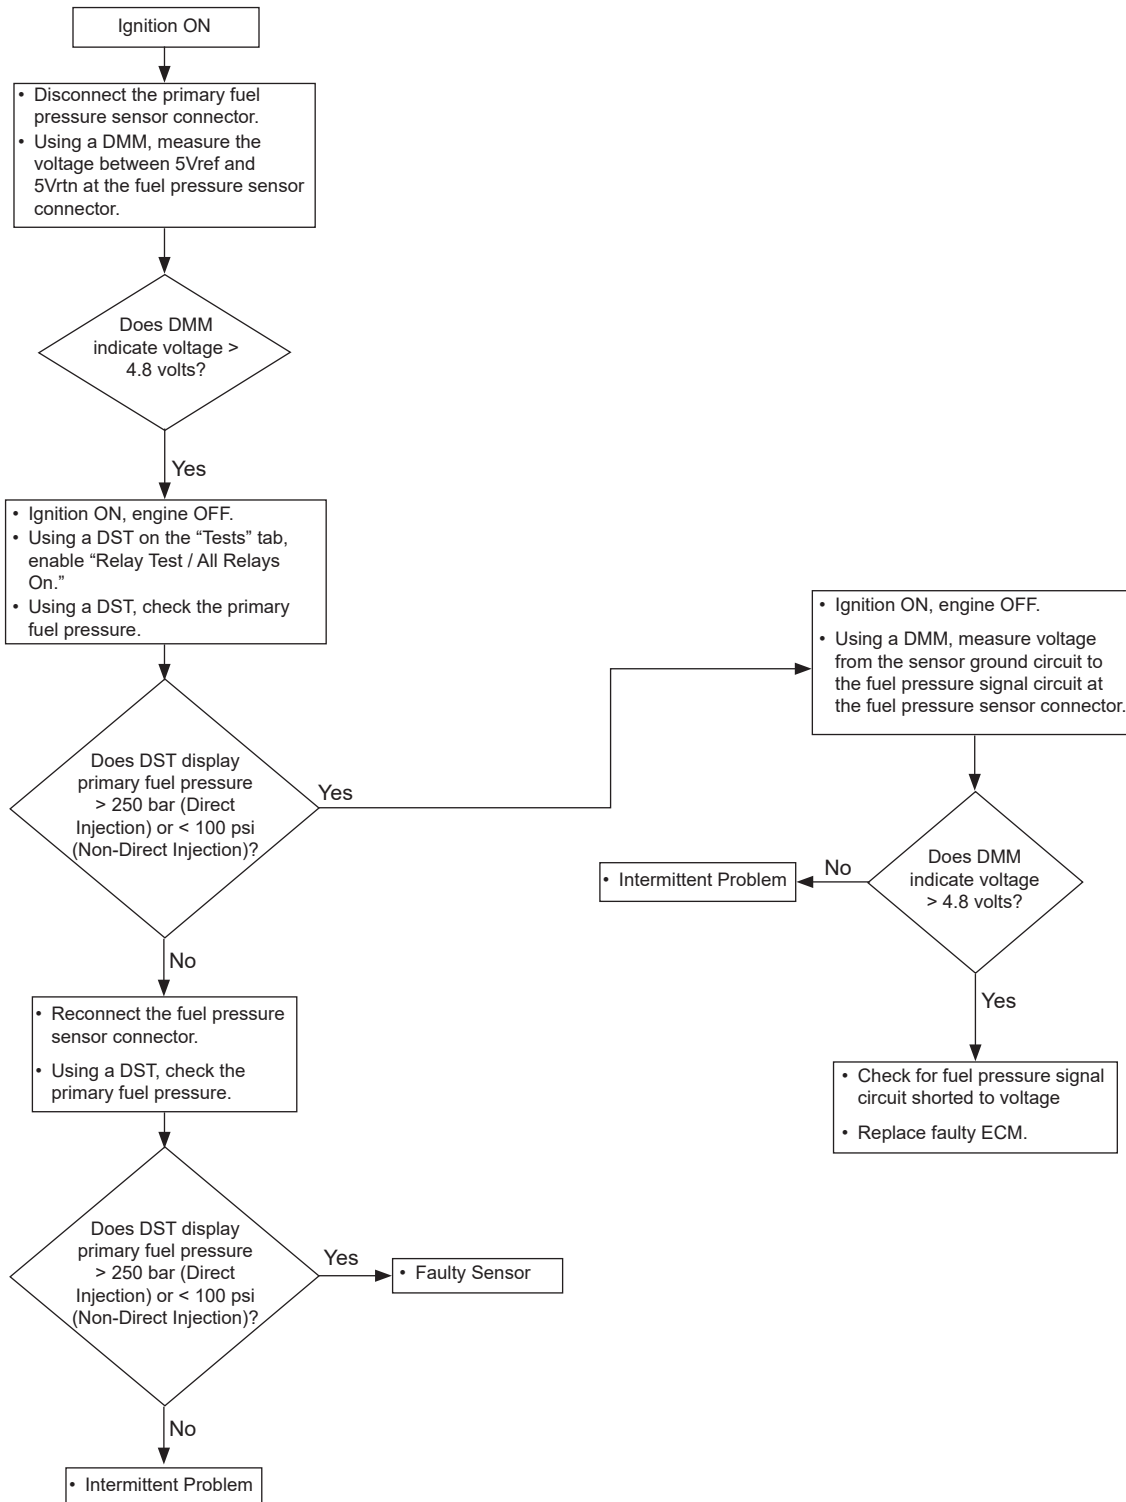 Ignition ON
• Disconnect the primary fuel
pressure sensor connector.
• Using a DMM, measure the
voltage between 5Vref and
5Vrtn at the fuel pressure sensor
connector.
Does DMM
indicate voltage >
4.8 volts?
Yes
• Ignition ON, engine OFF.
• Using a DST on the “Tests” tab,
enable “Relay Test / All Relays
On.”
• Using a DST, check the primary
fuel pressure.
Does DST display
primary fuel pressure
> 250 bar (Direct
Injection) or < 100 psi
(Non-Direct Injection)?
Yes
• Ignition ON, engine OFF.
• Using a DMM, measure voltage
from the sensor ground circuit to
the fuel pressure signal circuit at
the fuel pressure sensor connector.
Does DMM
indicate voltage
> 4.8 volts?
No
• Intermittent Problem
Yes
• Check for fuel pressure signal
circuit shorted to voltage
• Replace faulty ECM.
No
• Reconnect the fuel pressure
sensor connector.
• Using a DST, check the
primary fuel pressure.
Does DST display
primary fuel pressure
> 250 bar (Direct
Injection) or < 100 psi
(Non-Direct Injection)?
Yes
• Faulty Sensor
No
• Intermittent Problem